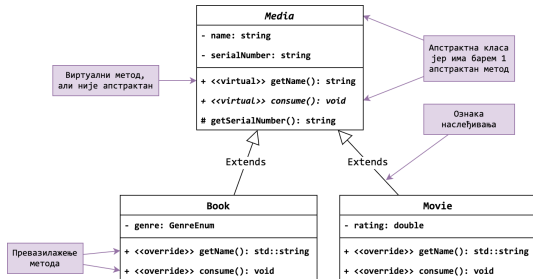 Media
- name: string
- serialNumber: string
+ <<virtual>> getName(): string
+ <<virtual>> consume(): void
# getSerialNumber(): string
Виртуални метод,
али није апстрактан
Апстрактна класа
јер има барем 1
апстрактан метод
Ознака
наслеђивања
Extends
Extends
Book
- genre: GenreEnum
+ <<override>> getName(): std::string
+ <<override>> consume(): void
Превазилажење
метода
Movie
- rating: double
+ <<override>> getName(): std::string
+ <<override>> consume(): void